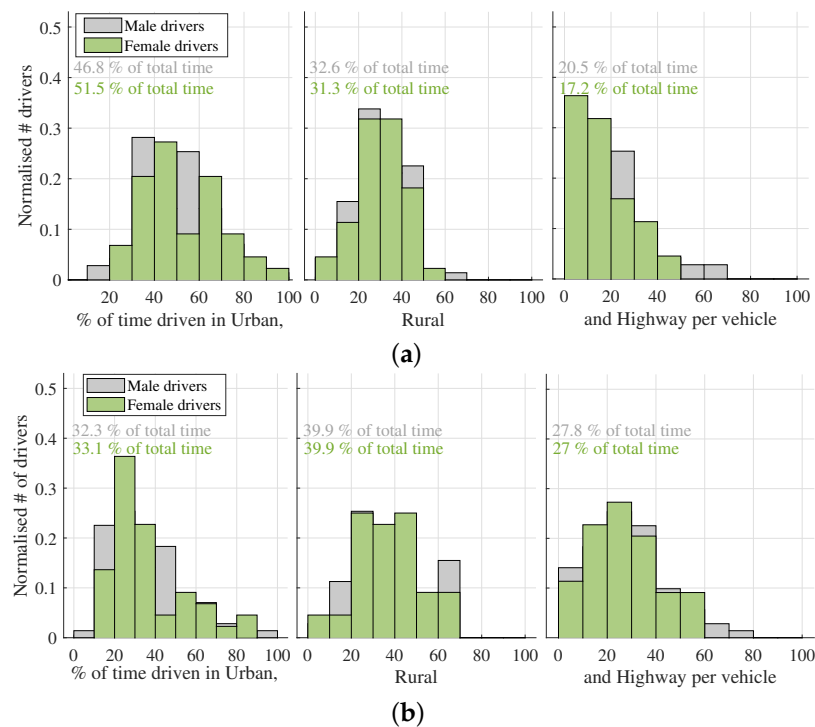 Male drivers
Female drivers
46.8 % of total time
51.5 % of total time
32.6 % of total time
31.3 % of total time
20.5 % of total time
17.2 % of total time
Normalised # drivers
0.5
0.4
0.3
0.2
0.1
0
20 40 60 80 100
20 40 60 80 100
0 20 40 60 80 100
% of time driven in Urban,
Rural
and Highway per vehicle
(a)
Male drivers
Female drivers
32.3 % of total time
33.1 % of total time
39.9 % of total time
39.9 % of total time
27.8 % of total time
27 % of total time
Normalised # of drivers
0.5
0.4
0.3
0.2
0.1
0
0 20 40 60 80 100
0 20 40 60 80 100
0 20 40 60 80 100
% of time driven in Urban,
Rural
and Highway per vehicle
(b)